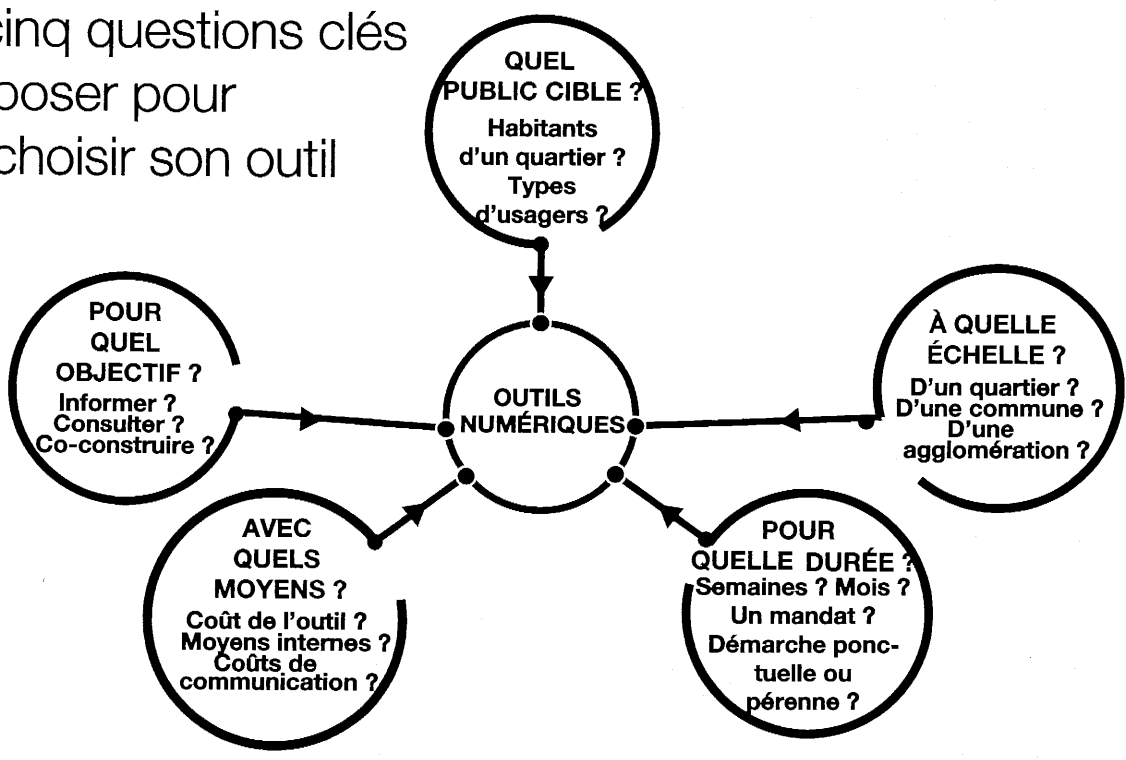 cinq questions clés
poser pour
choisir son outil
QUEL
PUBLIC CIBLE ?
Habitants
d'un quartier ?
Types
d'usagers ?
POUR
QUEL
OBJECTIF ?
Informer ?
Consulter ?
Co-construire ?
OUTILS
NUMÉRIQUES
À QUELLE
ÉCHELLE ?
D'un quartier ?
D'une commune ?
D'une
agglomération ?
AVEC
QUELS
MOYENS ?
Coût de l'outil ?
Moyens internes ?
Coûts de
communication ?
POUR
QUELLE DURÉE ?
Semaines ? Mois ?
Un mandat ?
Démarche ponc-
tuelle ou
pérenne ?